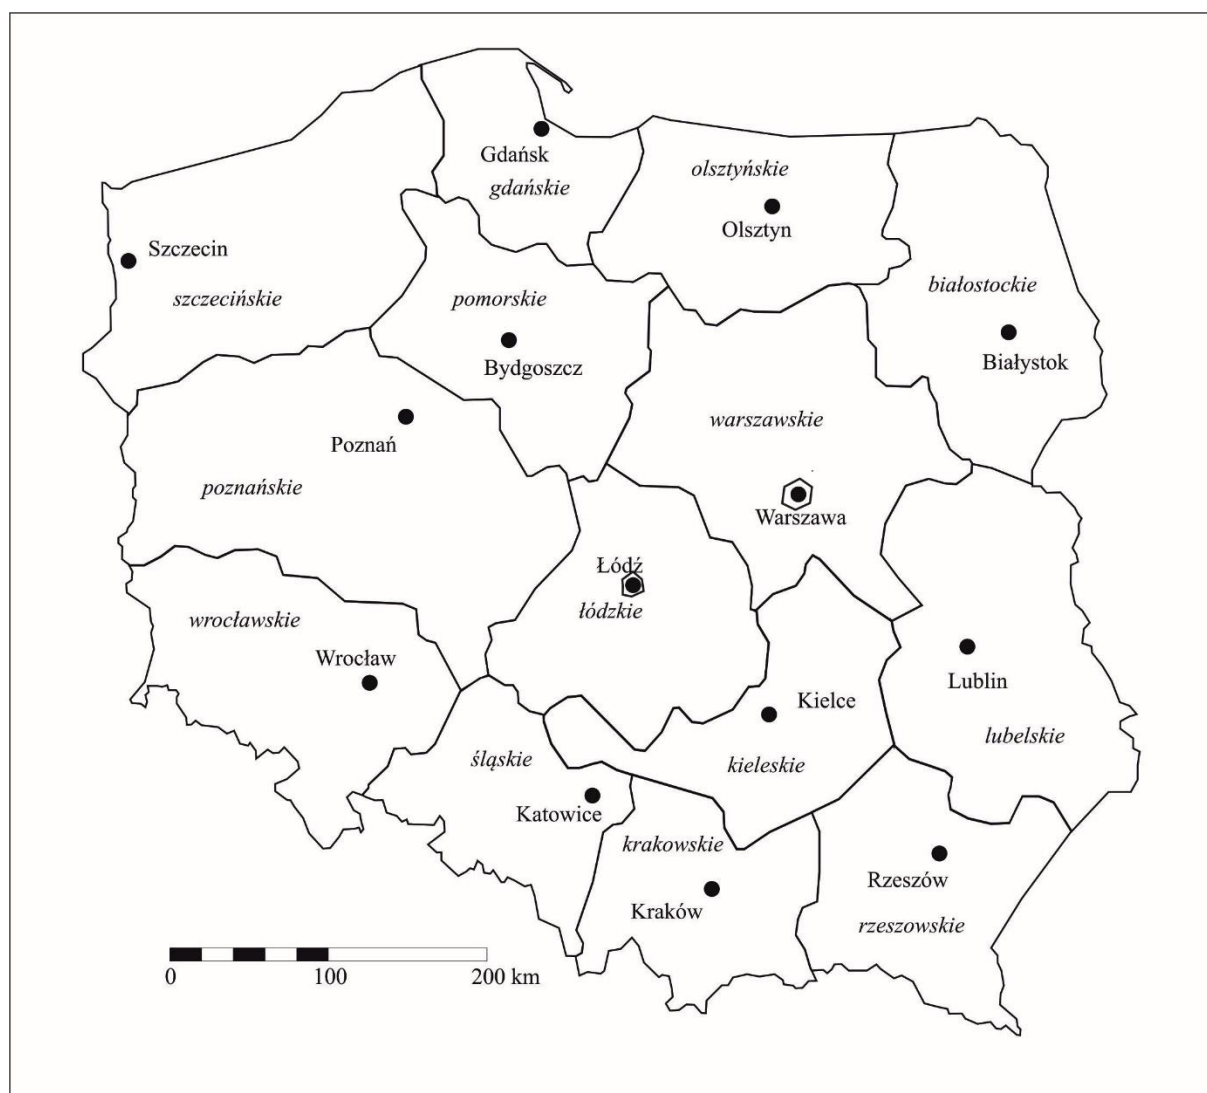 Gdańsk
gdańskie
olsztyńskie
Olsztyn
Szczecin
szczecińskie
pomorskie
Bydgoszcz
białostockie
Białystok
warszawskie
Warszawa
Poznań
poznańskie
Łódź
łódzkie
wrocławskie
Wrocław
Kielce
kieleskie
Lublin
lubelskie
śląskie
Katowice
krakowskie
Kraków
Rzeszów
rzeszowskie
0 100 200 km